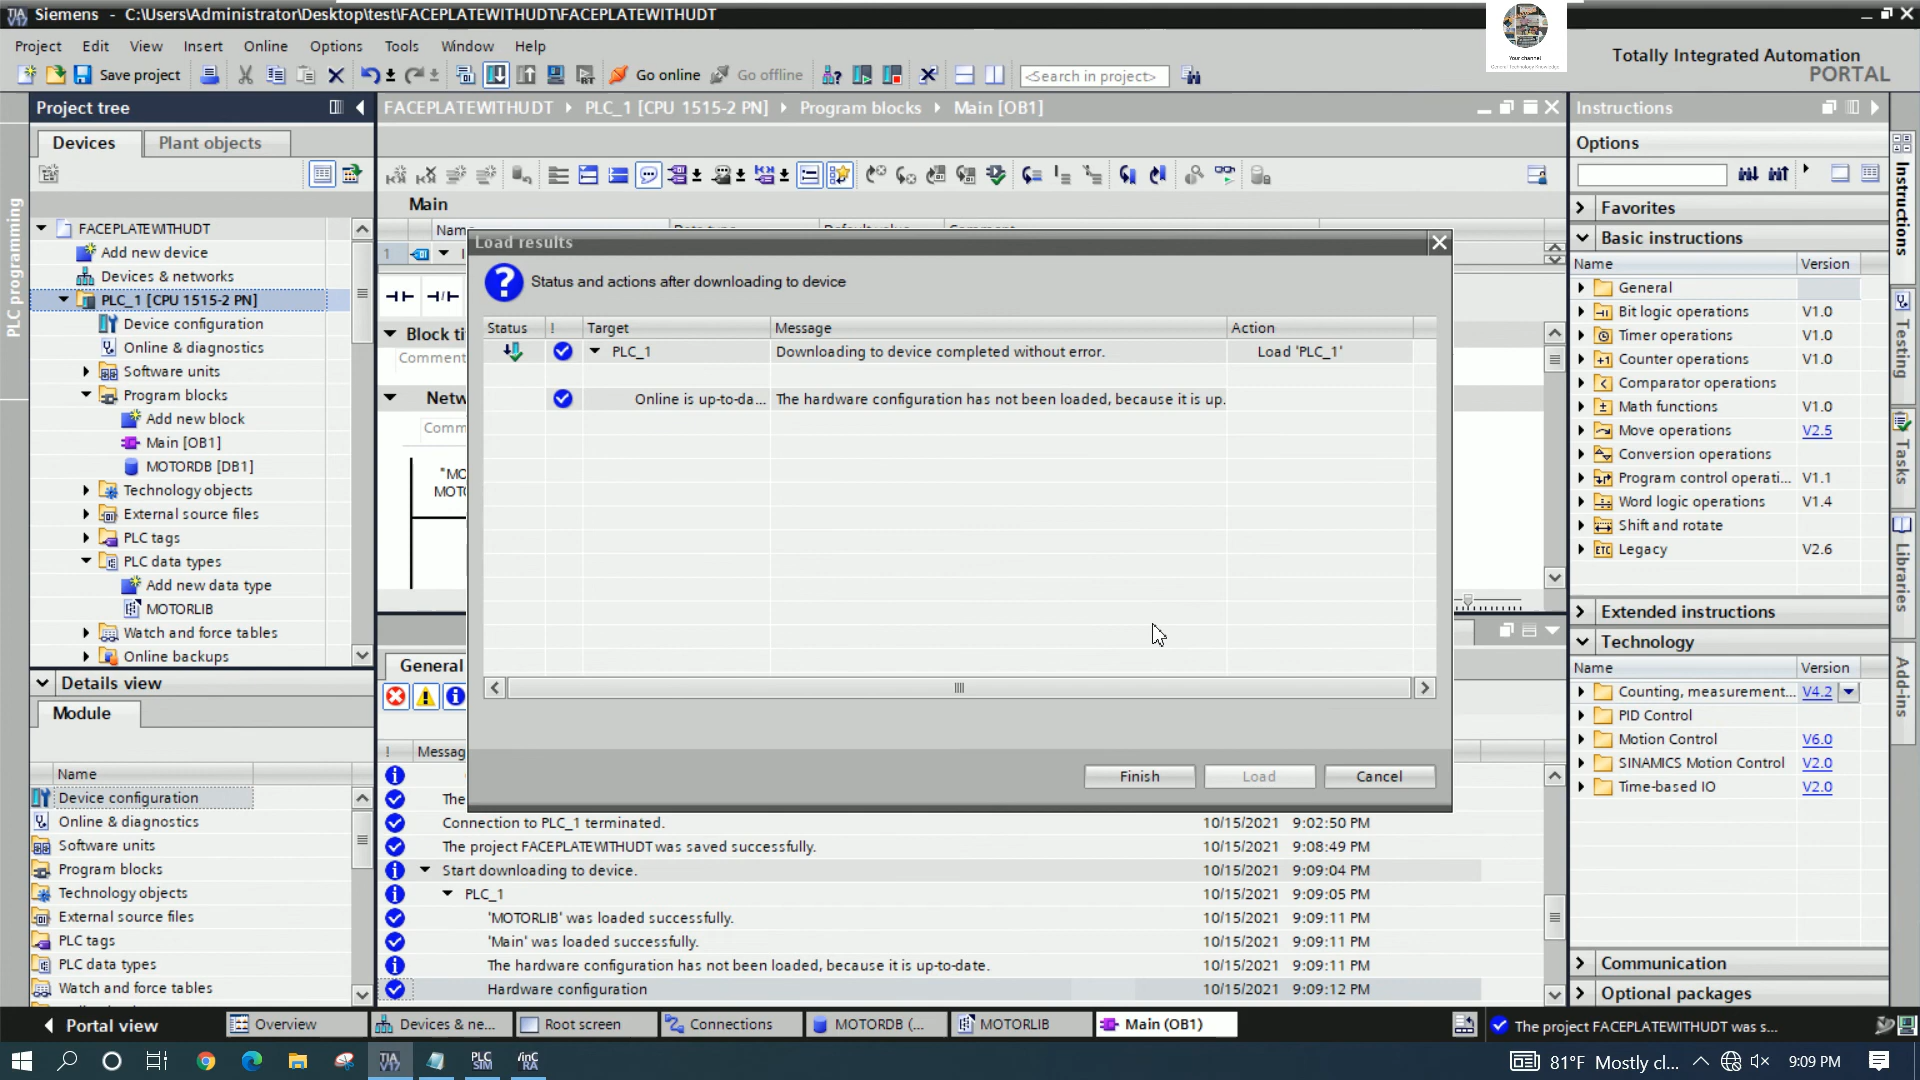 Siemens - C:\Users\Administrator\Desktop\test\FACEPLATEWITHUDT\FACEPLATEWITHUDT
Project Edit View Insert Online Options Tools Window Help
Your channel
Totally Integrated Automation
PORTAL
Save project
Go online
Go offline
<Search in project>
Project tree
FACEPLATEWITHUDT PLC_1 [CPU 1515-2 PN] Program blocks Main [OB1]
Instructions
Devices
Plant objects
Options
Main
PLC programming
FACEPLATEWITHUDT
Add new device
Devices & networks
PLC_1 [CPU 1515-2 PN]
Device configuration
Online & diagnostics
Software units
Program blocks
Add new block
Main [OB1]
MOTORDB [DB1]
Technology objects
External source files
PLC tags
PLC data types
Add new data type
MOTORLIB
Watch and force tables
Online backups
Name
1
Block ti
Comment
Netw
Comm
"MO
MOTO
Load results
Status and actions after downloading to device
Status ! Target Message Action
PLC_1 Downloading to device completed without error. Load 'PLC_1'
Online is up-to-da... The hardware configuration has not been loaded, because it is up.
Finish
Load
Cancel
Favorites
Basic instructions
Name Version
General
Bit logic operations V1.0
Timer operations V1.0
Counter operations V1.0
Comparator operations
Math functions V1.0
Move operations V2.5
Conversion operations
Program control operati... V1.1
Word logic operations V1.4
Shift and rotate
Legacy V2.6
Extended instructions
Technology
Name Version
Counting, measurement... V4.2
PID Control
Motion Control V6.0
SINAMICS Motion Control V2.0
Time-based IO V2.0
Communication
Optional packages
Instructions
Testing
Tasks
Libraries
Add-ins
Details view
Module
Name
Device configuration
Online & diagnostics
Software units
Program blocks
Technology objects
External source files
PLC tags
PLC data types
Watch and force tables
General
! Messag
The
Connection to PLC_1 terminated. 10/15/2021 9:02:50 PM
The project FACEPLATEWITHUDT was saved successfully. 10/15/2021 9:08:49 PM
Start downloading to device. 10/15/2021 9:09:04 PM
PLC_1 10/15/2021 9:09:05 PM
'MOTORLIB' was loaded successfully. 10/15/2021 9:09:11 PM
'Main' was loaded successfully. 10/15/2021 9:09:11 PM
The hardware configuration has not been loaded, because it is up-to-date. 10/15/2021 9:09:11 PM
Hardware configuration 10/15/2021 9:09:12 PM
Portal view
Overview
Devices & ne...
Root screen
Connections
MOTORDB (...
MOTORLIB
Main (OB1)
The project FACEPLATEWITHUDT was s...
81°F Mostly cl...
9:09 PM